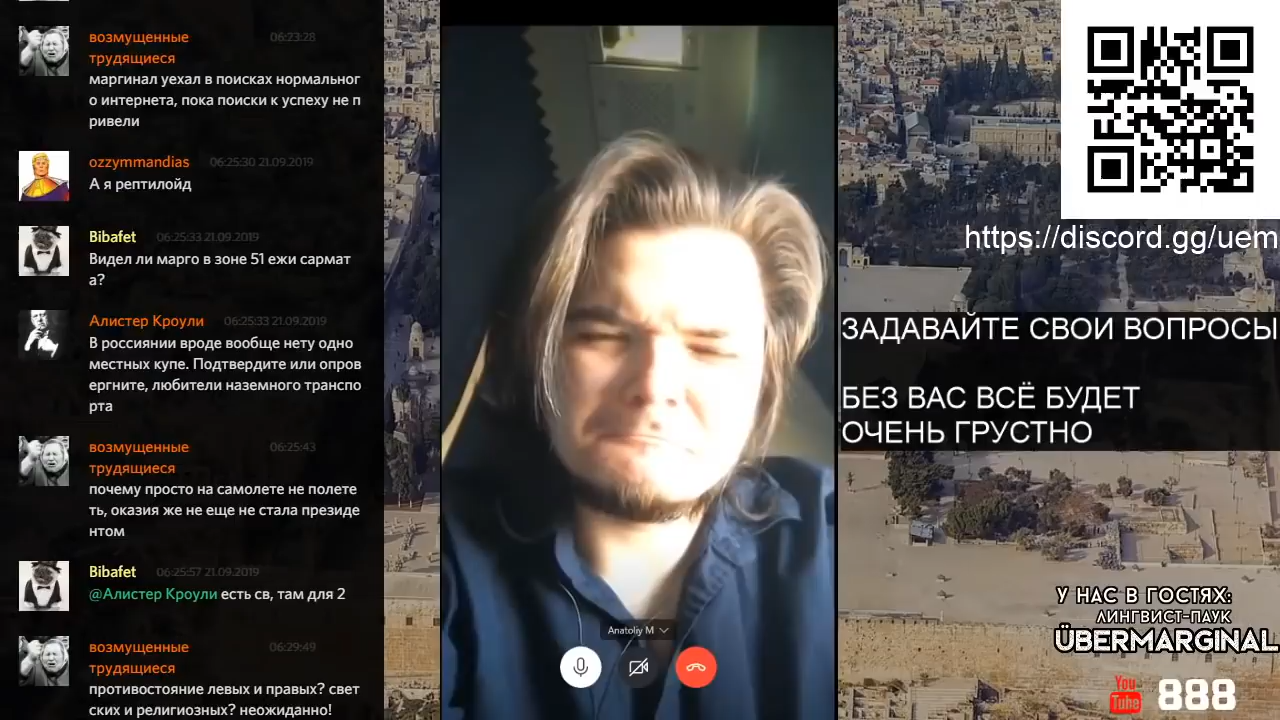 возмущенные 06:23:28
трудящиеся
маргинал уехал в поисках нормальног
о интернета, пока поиски к успеху не п
ривели
ozzymmandias 06:25:30 21.09.2019
А я рептилойд
Bibafet 06:25:33 21.09.2019
Видел ли марго в зоне 51 ежи сармат
а?
Алистер Кроули 06:25:33 21.09.2019
В россиянии вроде вообще нету одно
местных купе. Подтвердите или опров
ергните, любители наземного транспо
рта
возмущенные 06:25:43
трудящиеся
почему просто на самолете не полете
ть, оказия же не еще не стала президе
нтом
Bibafet 06:25:57 21.09.2019
@Алистер Кроули есть св, там для 2
возмущенные 06:29:49
трудящиеся
противостояние левых и правых? свет
ских и религиозных? неожиданно!
Anatoliy M
https://discord.gg/uem
ЗАДАВАЙТЕ СВОИ ВОПРОСЫ
БЕЗ ВАС ВСЁ БУДЕТ
ОЧЕНЬ ГРУСТНО
У НАС В ГОСТЯХ:
ЛИНГВИСТ-ПАУК
ÜBERMARGINAL
You
Tube 888